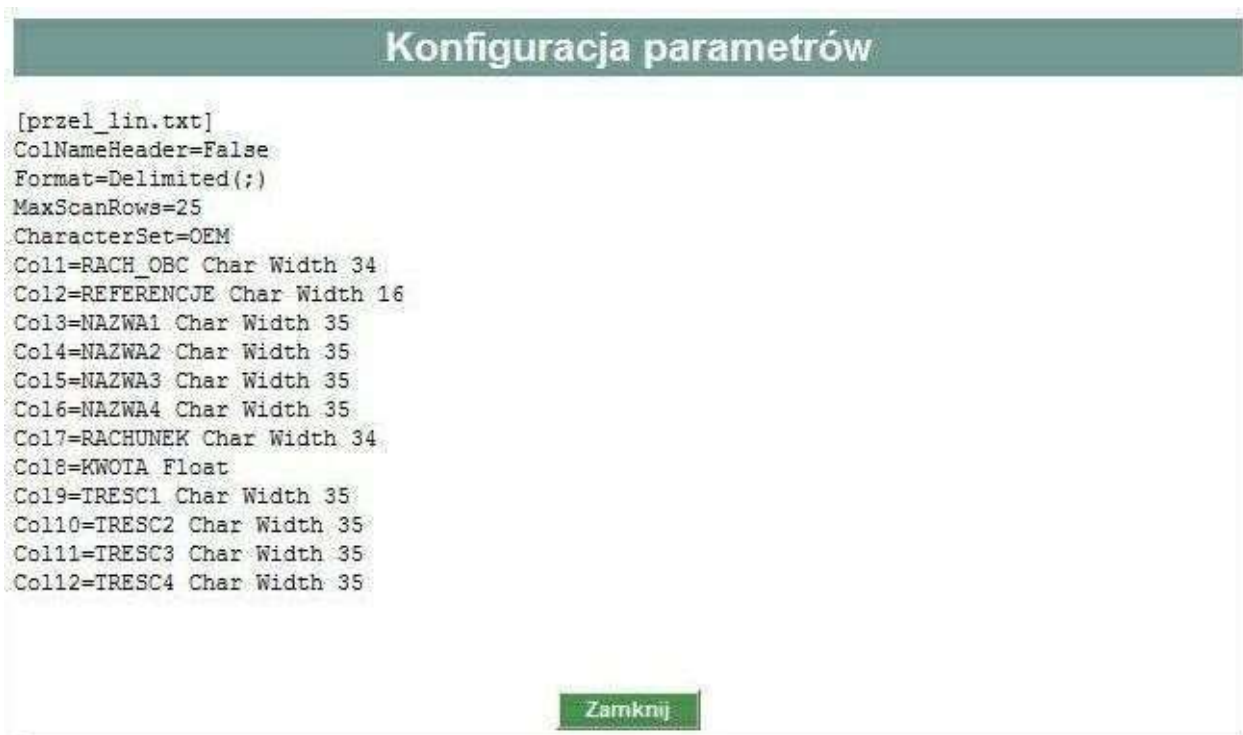 Konfiguracja parametrów
[przel_lin.txt]
ColNameHeader=False
Format=Delimited(;)
MaxScanRows=25
CharacterSet=OEM
Col1=RACH_OBC Char Width 34
Col2=REFERENCJE Char Width 16
Col3=NAZWA1 Char Width 35
Col4=NAZWA2 Char Width 35
Col5=NAZWA3 Char Width 35
Col6=NAZWA4 Char Width 35
Col7=RACHUNEK Char Width 34
Col8=KWOTA Float
Col9=TRESC1 Char Width 35
Col10=TRESC2 Char Width 35
Col11=TRESC3 Char Width 35
Col12=TRESC4 Char Width 35
Zamknij